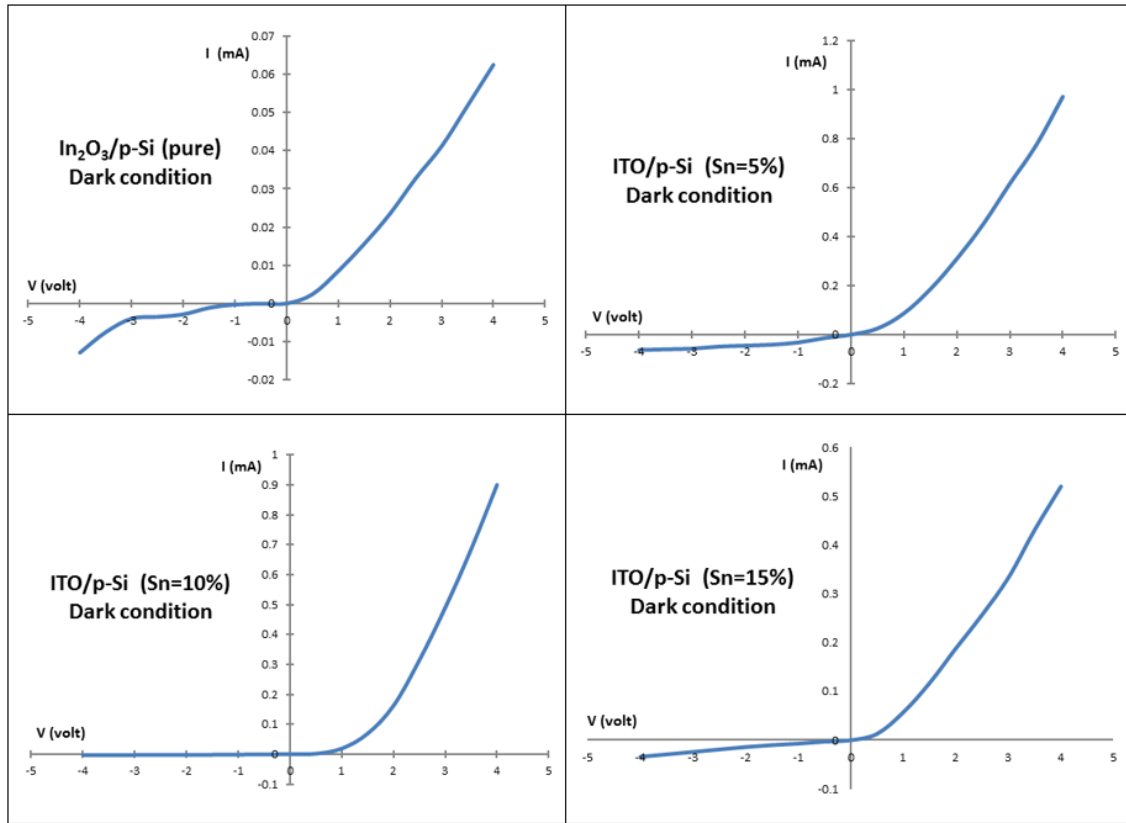 I (mA)
0.07
0.06
0.05
0.04
0.03
0.02
0.01
0
-0.01
-0.02
In₂O₃/p-Si (pure)
Dark condition
V (volt)
-5 -4 -3 -2 -1 0 1 2 3 4 5
I (mA)
1.2
1
0.8
0.6
0.4
0.2
0
-0.2
ITO/p-Si (Sn=5%)
Dark condition
V (volt)
-5 -4 -3 -2 -1 0 1 2 3 4 5
I (mA)
1
0.9
0.8
0.7
0.6
0.5
0.4
0.3
0.2
0.1
0
-0.1
ITO/p-Si (Sn=10%)
Dark condition
V (volt)
-5 -4 -3 -2 -1 0 1 2 3 4 5
I (mA)
0.6
0.5
0.4
0.3
0.2
0.1
0
-0.1
ITO/p-Si (Sn=15%)
Dark condition
V (volt)
-5 -4 -3 -2 -1 0 1 2 3 4 5